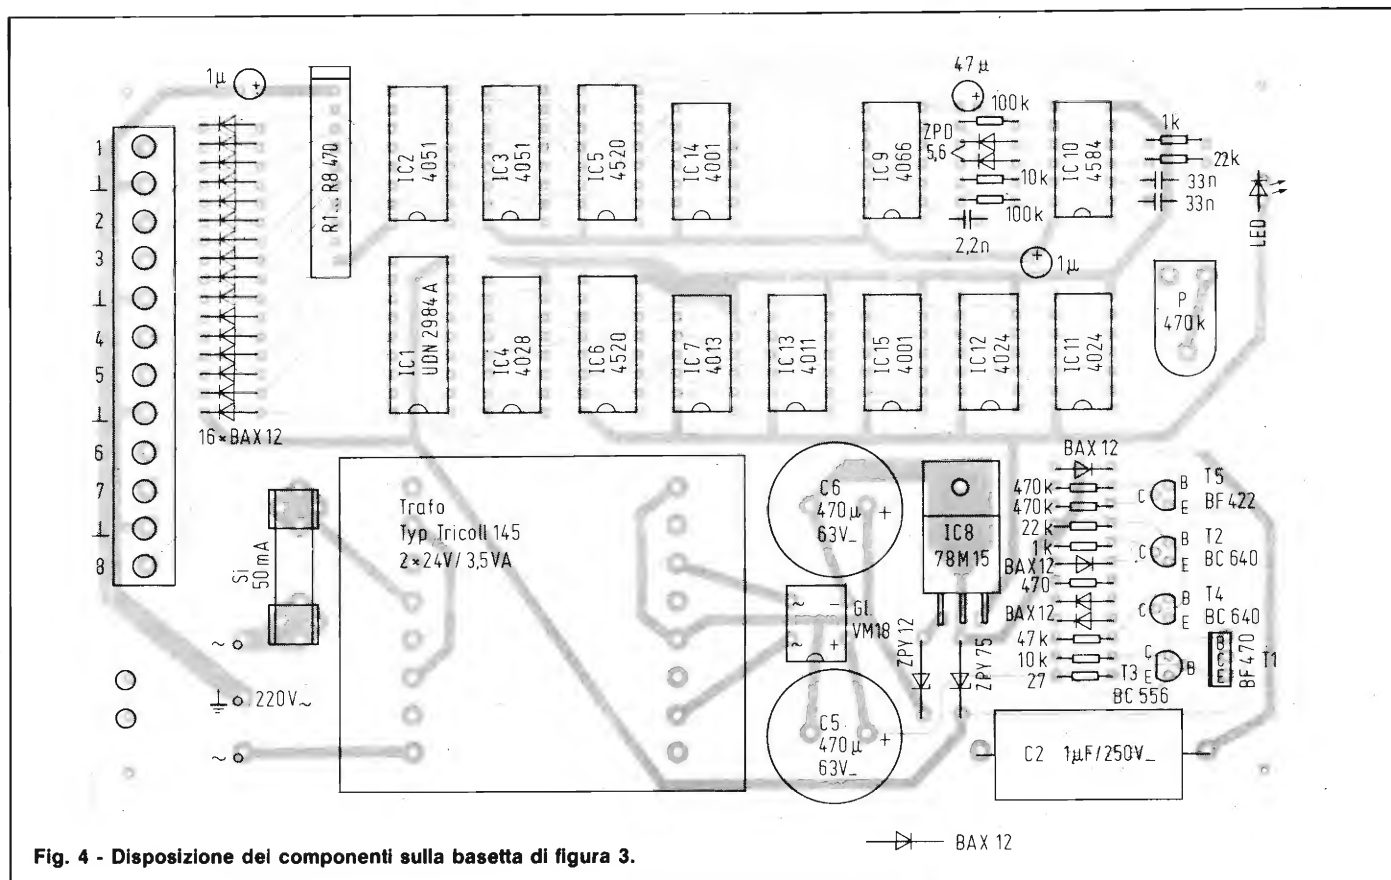 1µ
+
R1... R8 470
IC2
4051
IC3
4051
IC5
4520
IC14
4001
IC9
4066
47µ
+
100k
ZPD
5,6
10k
100k
2,2n
IC10
4584
1k
22k
33n
33n
LED
1
⊥
2
3
⊥
4
5
⊥
6
7
⊥
8
16×BAX12
IC1
UDN 2984 A
IC4
4028
IC6
4520
IC7
4013
IC13
4011
IC15
4001
IC12
4024
IC11
4024
+
1µ
P
470k
Si
50mA
Trafo
Typ Tricoll 145
2×24V/3,5VA
C6
470µ
63V_
+
IC8
78M15
BAX 12
470k
470k
22k
1k
BAX12
470
BAX12
47k
10k
27
C
B
E
T5
BF 422
C
B
E
T2
BC 640
C
B
E
T4
BC 640
C
E
B
T3
BC 556
B
C
E
BF 470
T1
~
−
~
+
Gl.
VM18
ZPY 12
ZPY 75
~
220V~
~
C5
470µ
63V_
+
C2 1µF/250V_
BAX 12
Fig. 4 - Disposizione dei componenti sulla basetta di figura 3.